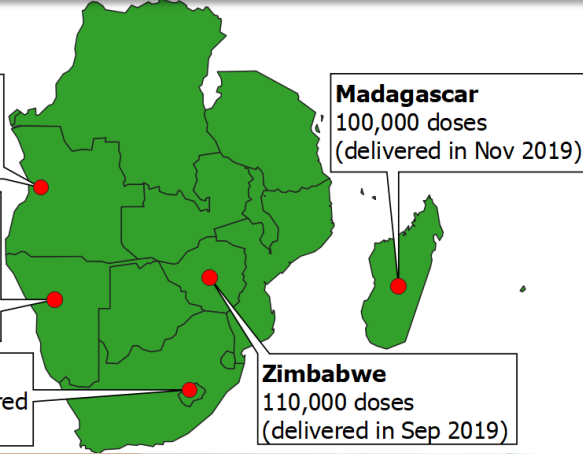 Madagascar
100,000 doses
(delivered in Nov 2019)
Zimbabwe
110,000 doses
(delivered in Sep 2019)
red